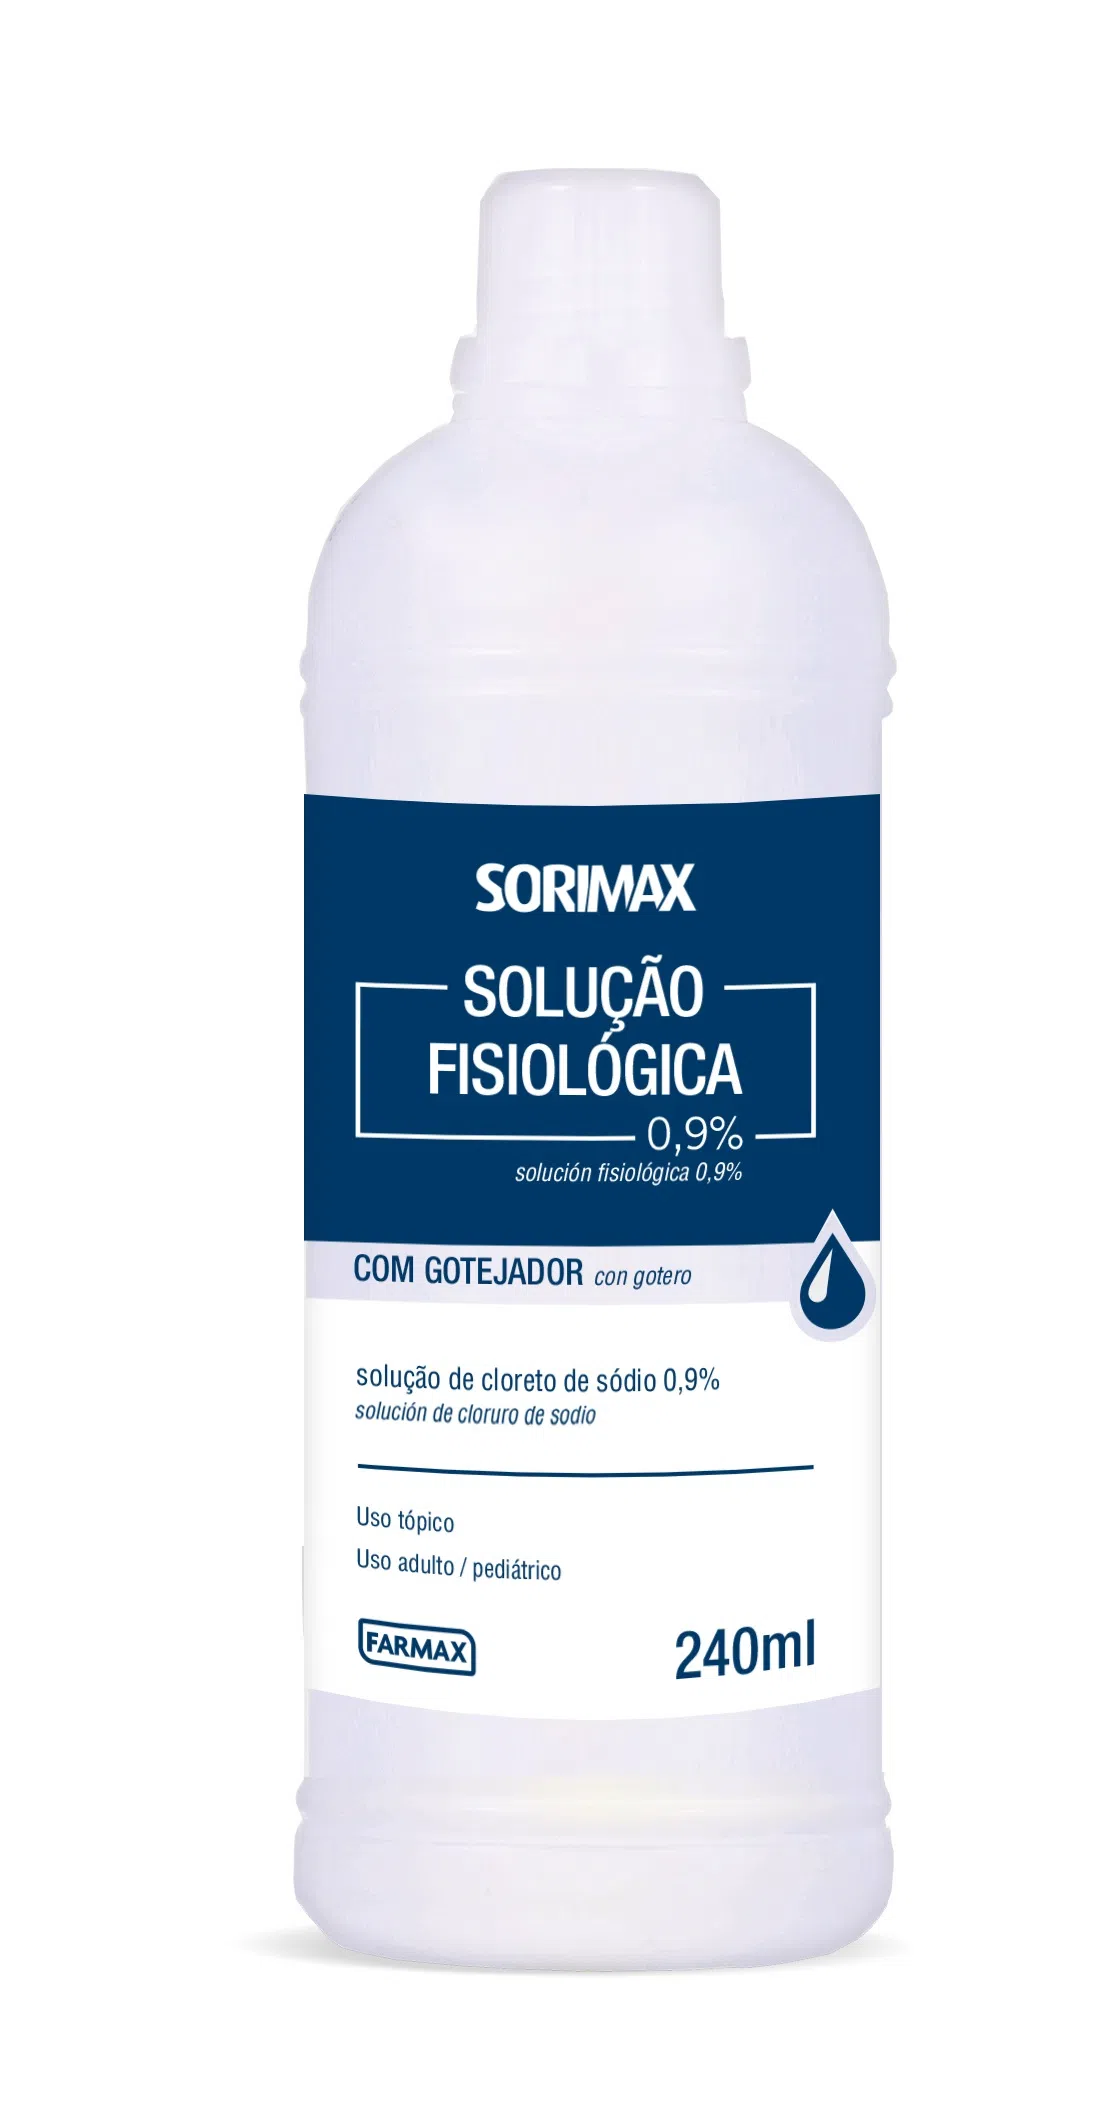 SORIMAX
SOLUÇÃO
FISIOLÓGICA
0,9%
solución fisiológica 0,9%
COM GOTEJADOR con gotero
solução de cloreto de sódio 0,9%
solución de cloruro de sodio
Uso tópico
Uso adulto / pediátrico
FARMAX
240ml